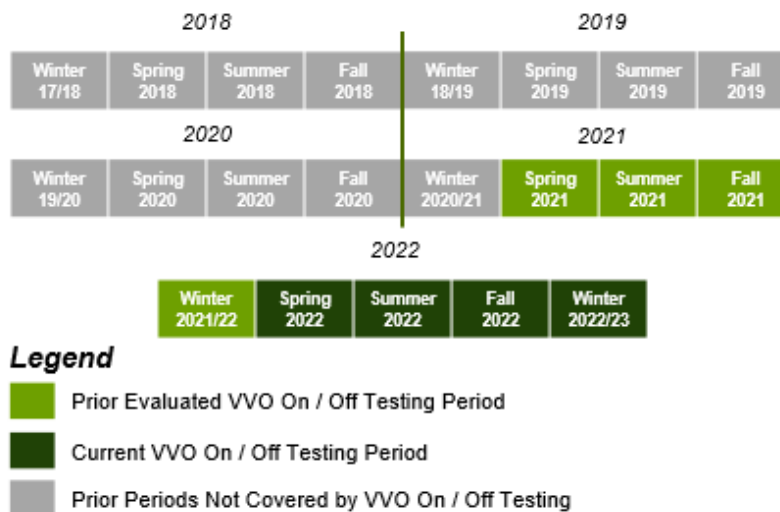 2018 2019
Winter Spring Summer Fall Winter Spring Summer Fall
17/18 2018 2018 2018 18/19 2019 2019 2019
2020 2021
Winter Spring Summer Fall Winter Spring Summer Fall
19/20 2020 2020 2020 2020/21 2021 2021 2021
2022
Winter Spring Summer Fall Winter
2021/22 2022 2022 2022 2022/23
Legend
Prior Evaluated VVO On / Off Testing Period
Current VVO On / Off Testing Period
Prior Periods Not Covered by VVO On / Off Testing